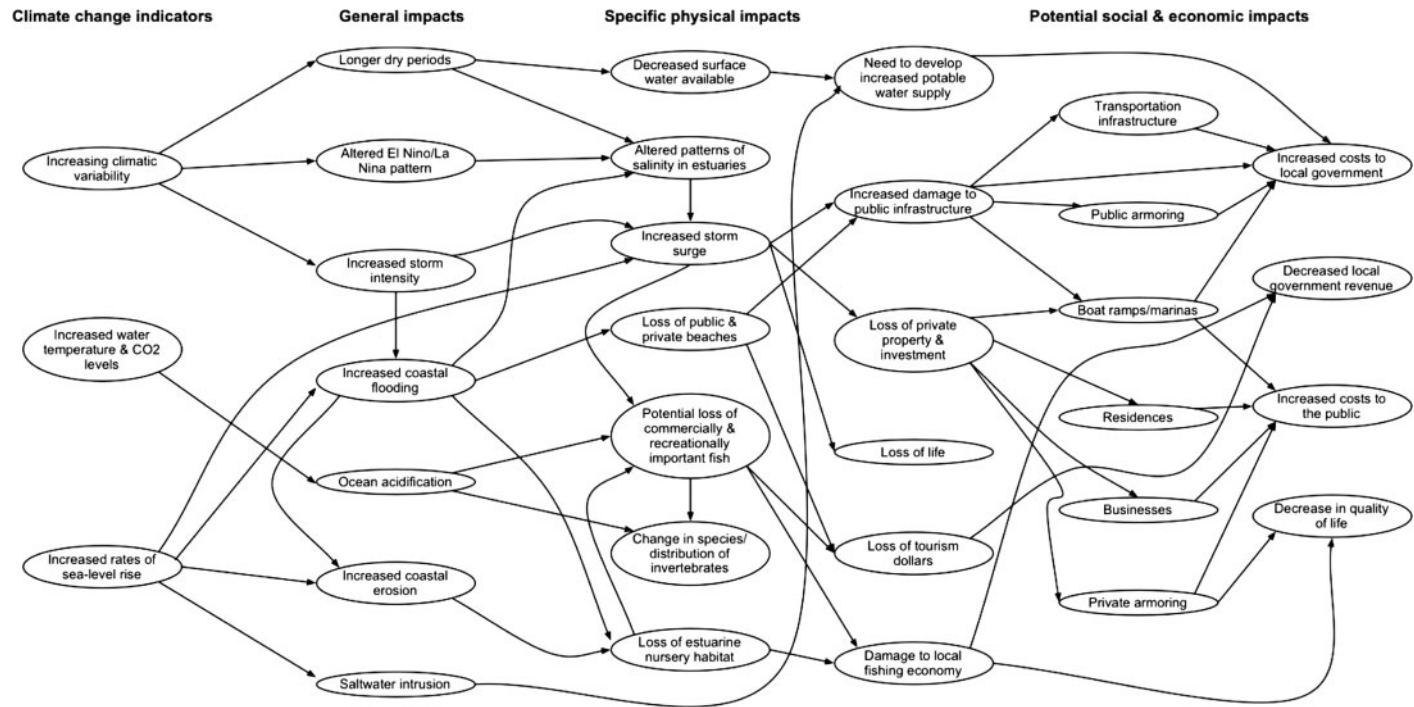 Climate change indicators
General impacts
Specific physical impacts
Potential social & economic impacts
Increasing climatic
variability
Increased water
temperature & CO2
levels
Increased rates of
sea-level rise
Longer dry periods
Altered El Nino/La
Nina pattern
Increased storm
intensity
Increased coastal
flooding
Ocean acidification
Increased coastal
erosion
Saltwater intrusion
Decreased surface
water available
Altered patterns of
salinity in estuaries
Increased storm
surge
Loss of public &
private beaches
Potential loss of
commercially &
recreationally
important fish
Change in species/
distribution of
invertebrates
Loss of estuarine
nursery habitat
Need to develop
increased potable
water supply
Increased damage to
public infrastructure
Loss of private
property &
investment
Loss of life
Loss of tourism
dollars
Damage to local
fishing economy
Transportation
infrastructure
Public armoring
Boat ramps/marinas
Residences
Businesses
Private armoring
Increased costs to
local government
Decreased local
government revenue
Increased costs to
the public
Decrease in quality
of life